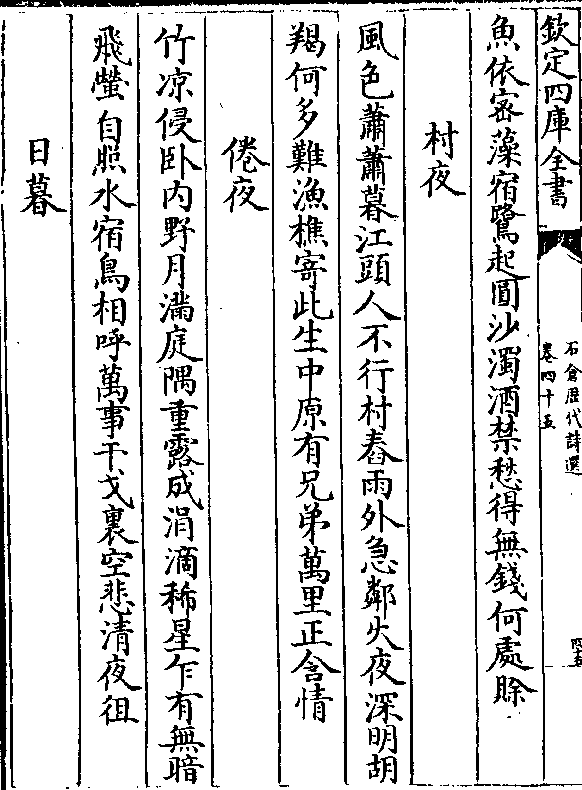 欽定四庫全書
石倉歷代詩選
卷四十五
魚依宻藻宿鷺起圓沙濁酒禁愁得無錢何處賒
村夜
風色蕭蕭暮江頭人不行村舂雨外急鄰火夜深明胡
羯何多難漁樵寄此生中原有兄弟萬里正含情
倦夜
竹凉侵卧内野月滿庭隅重露成涓滴稀星乍有無暗
飛螢自照水宿鳥相呼萬事干戈裏空悲清夜徂
日暮